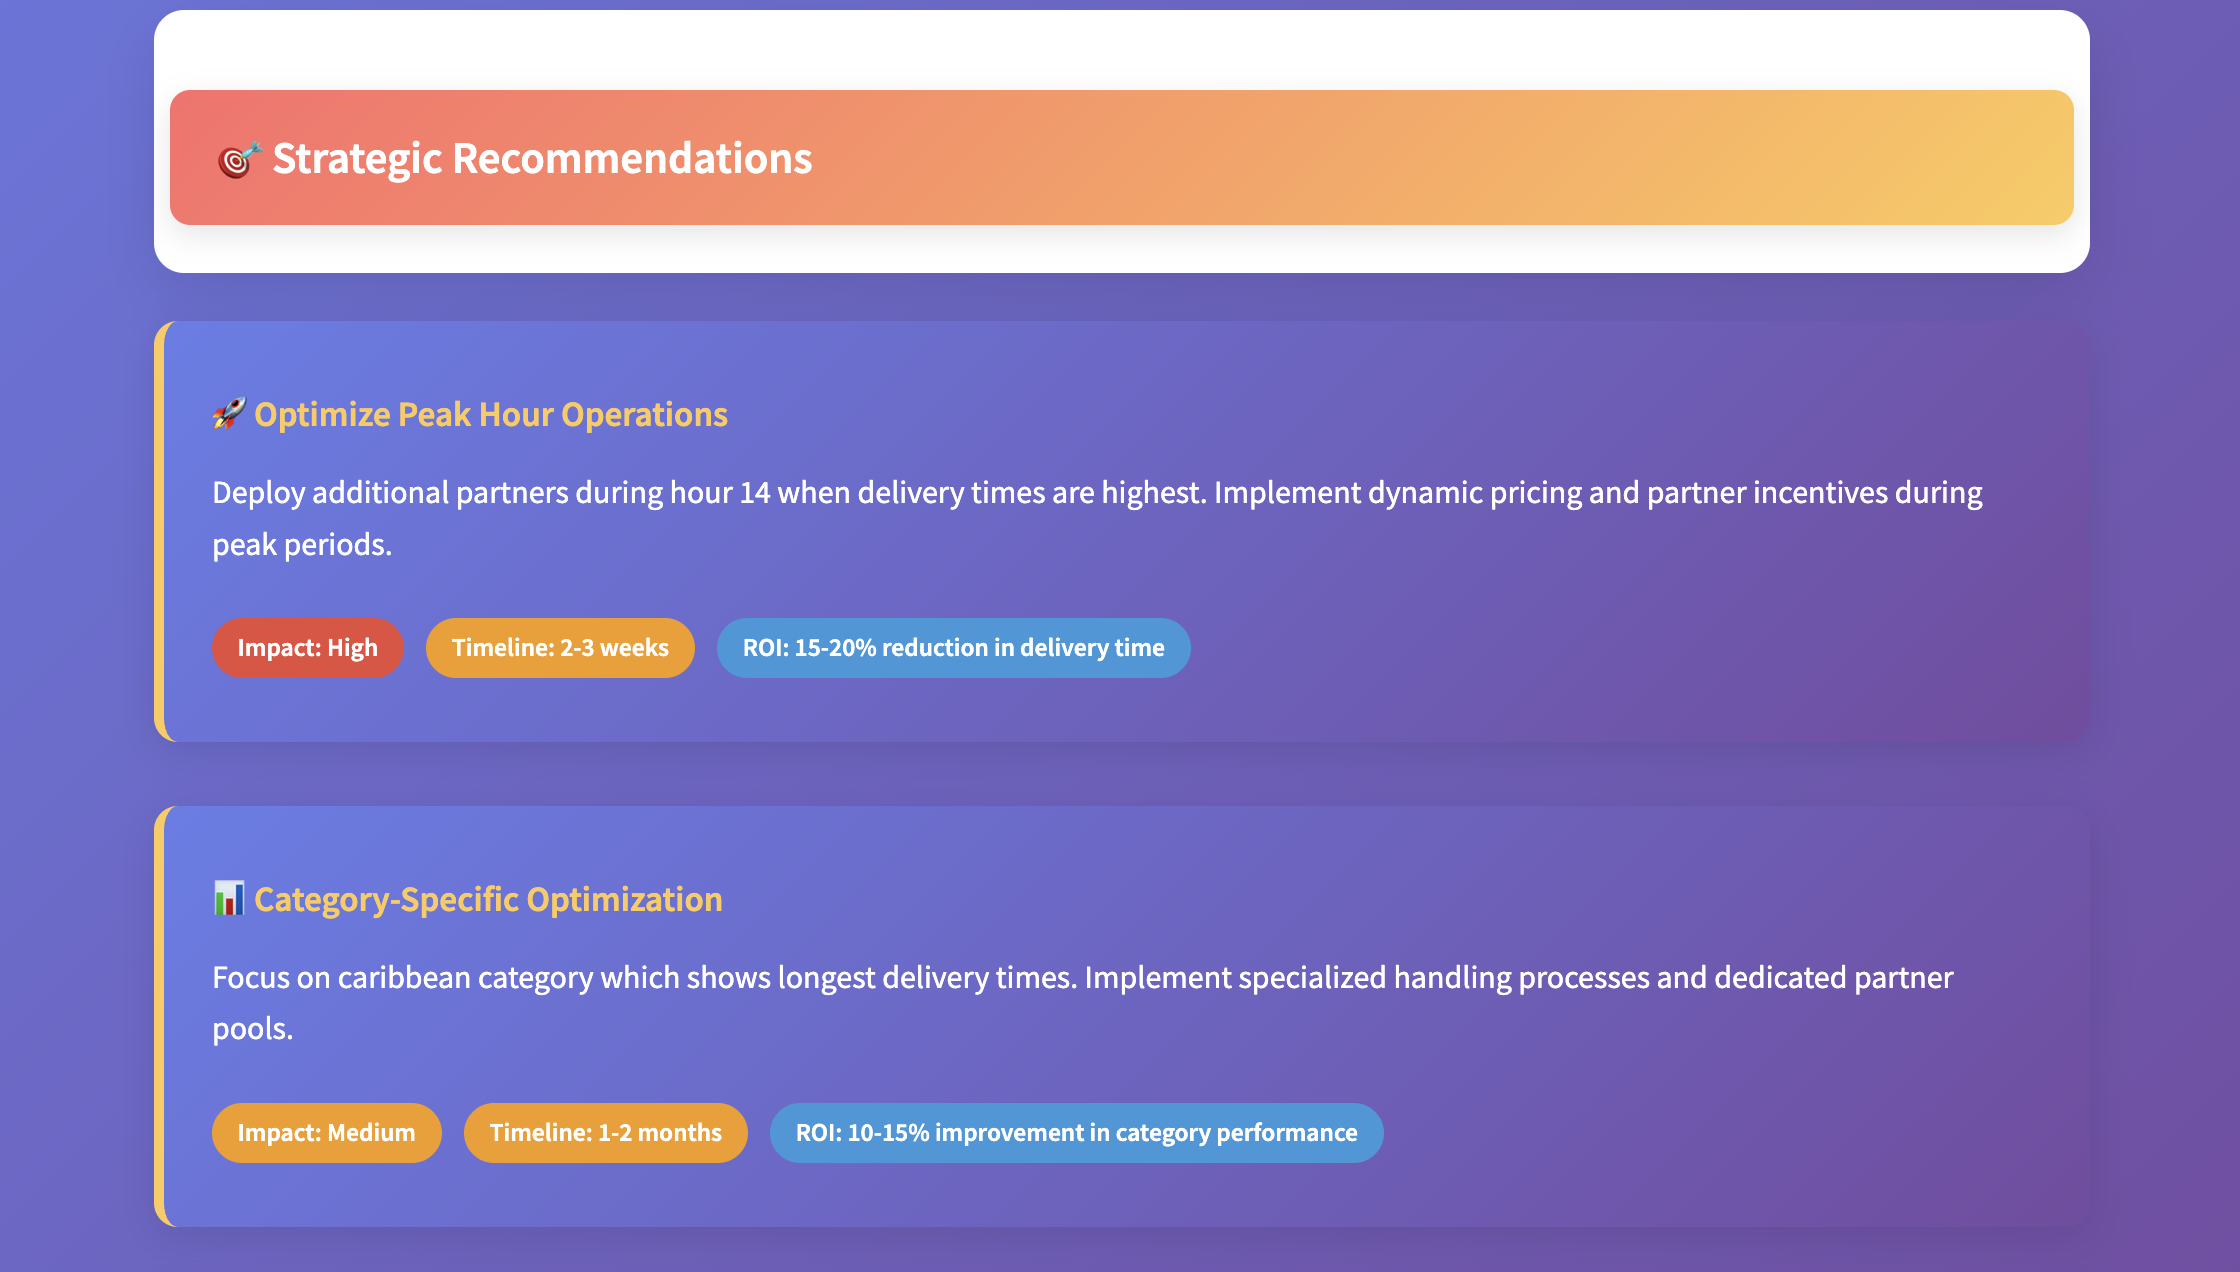 🎯 Strategic Recommendations
🚀 Optimize Peak Hour Operations
Deploy additional partners during hour 14 when delivery times are highest. Implement dynamic pricing and partner incentives during
peak periods.
Impact: High Timeline: 2-3 weeks ROI: 15-20% reduction in delivery time
📊 Category-Specific Optimization
Focus on caribbean category which shows longest delivery times. Implement specialized handling processes and dedicated partner
pools.
Impact: Medium Timeline: 1-2 months ROI: 10-15% improvement in category performance